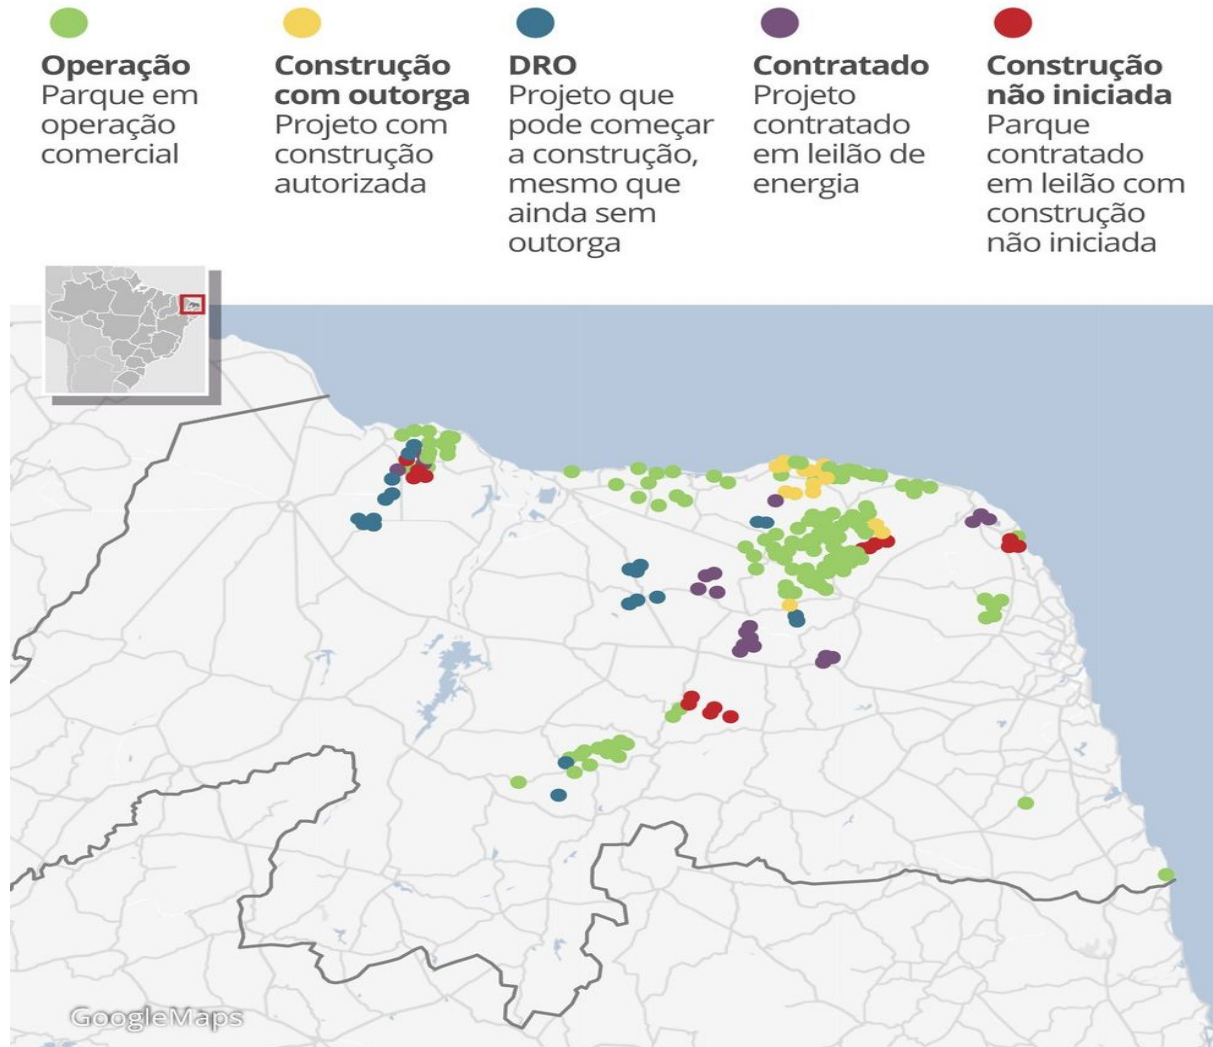 Operação
Parque em
operação
comercial
Construção
com outorga
Projeto com
construção
autorizada
DRO
Projeto que
pode começar
a construção,
mesmo que
ainda sem
outorga
Contratado
Projeto
contratado
em leilão de
energia
Construção
não iniciada
Parque
contratado
em leilão com
construção
não iniciada
GoogleMaps